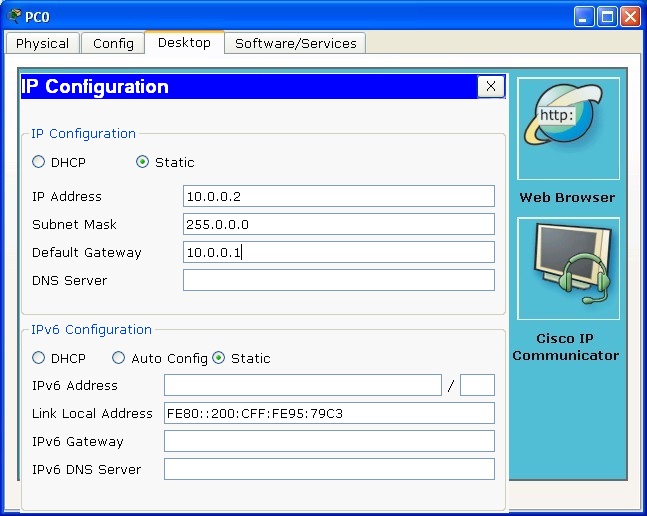 PC0
Physical Config Desktop Software/Services
IP Configuration X
IP Configuration
DHCP Static
IP Address 10.0.0.2
Subnet Mask 255.0.0.0
Default Gateway 10.0.0.1
DNS Server
IPv6 Configuration
DHCP Auto Config Static
IPv6 Address /
Link Local Address FE80::200:CFF:FE95:79C3
IPv6 Gateway
IPv6 DNS Server
http:
Web Browser
Cisco IP
Communicator